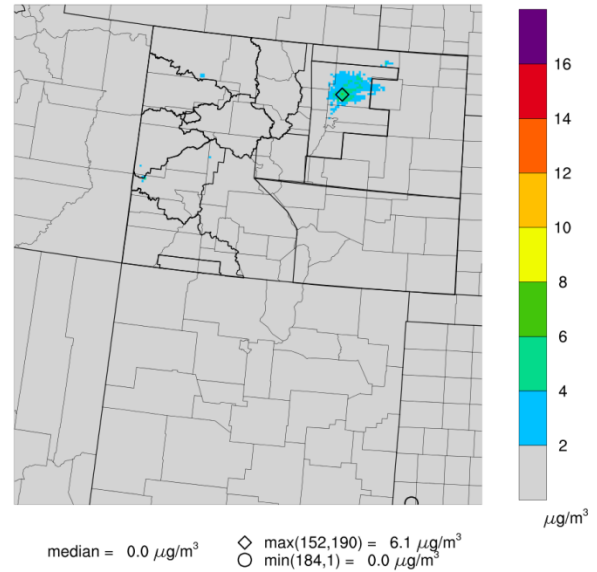 16
14
12
10
8
6
4
2
μg/m³
median = 0.0 μg/m³
◇ max(152,190) = 6.1 μg/m³
○ min(184,1) = 0.0 μg/m³